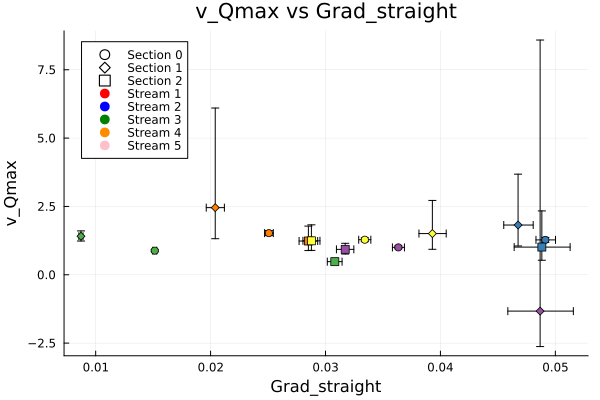 v_Qmax vs Grad_straight
Section 0
Section 1
Section 2
Stream 1
Stream 2
Stream 3
Stream 4
Stream 5
7.5
5.0
2.5
0.0
−2.5
v_Qmax
0.01 0.02 0.03 0.04 0.05
Grad_straight